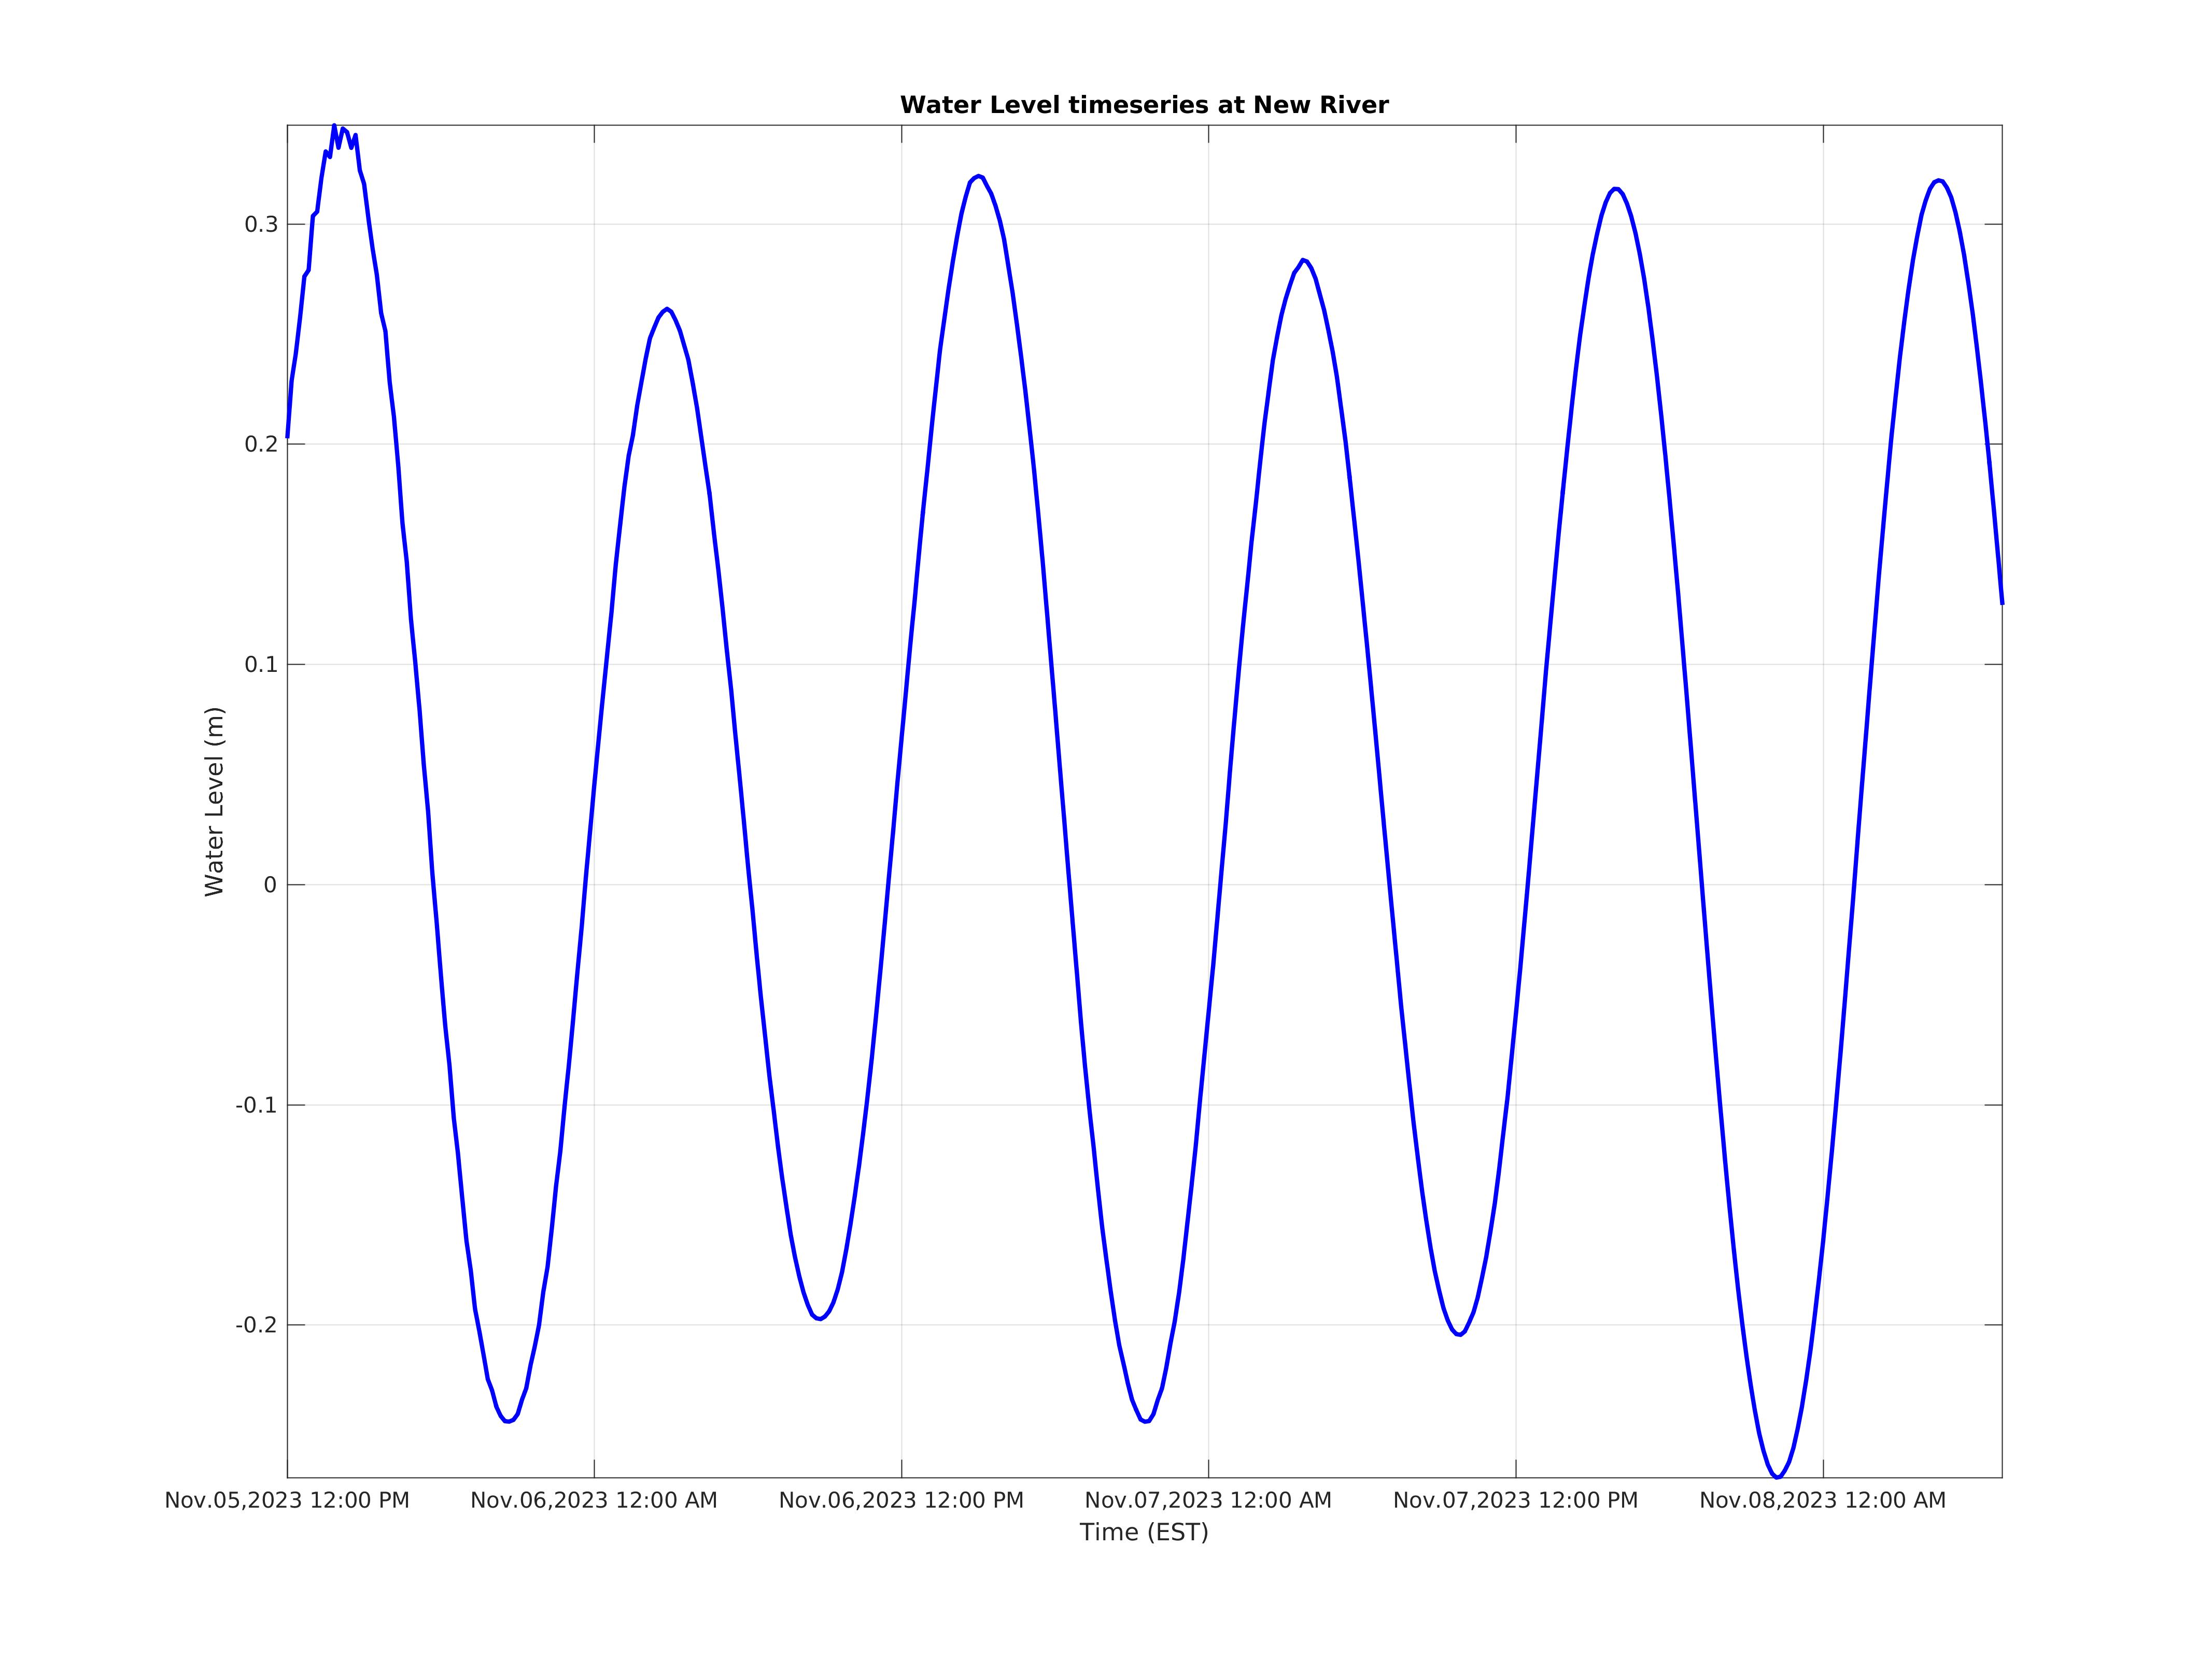 Water Level timeseries at New River
0.3
0.2
0.1
0
-0.1
-0.2
Water Level (m)
Nov.05,2023 12:00 PM Nov.06,2023 12:00 AM Nov.06,2023 12:00 PM Nov.07,2023 12:00 AM Nov.07,2023 12:00 PM Nov.08,2023 12:00 AM
Time (EST)